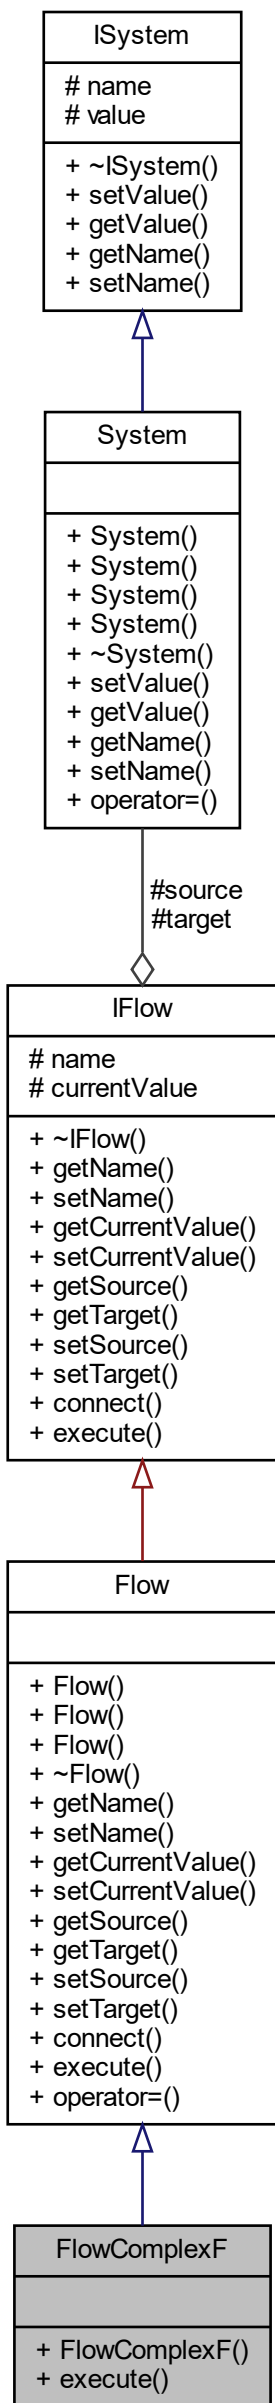 ISystem
# name
# value
+ ~ISystem()
+ setValue()
+ getValue()
+ getName()
+ setName()
System
+ System()
+ System()
+ System()
+ System()
+ ~System()
+ setValue()
+ getValue()
+ getName()
+ setName()
+ operator=()
#source
#target
IFlow
# name
# currentValue
+ ~IFlow()
+ getName()
+ setName()
+ getCurrentValue()
+ setCurrentValue()
+ getSource()
+ getTarget()
+ setSource()
+ setTarget()
+ connect()
+ execute()
Flow
+ Flow()
+ Flow()
+ Flow()
+ ~Flow()
+ getName()
+ setName()
+ getCurrentValue()
+ setCurrentValue()
+ getSource()
+ getTarget()
+ setSource()
+ setTarget()
+ connect()
+ execute()
+ operator=()
FlowComplexF
+ FlowComplexF()
+ execute()